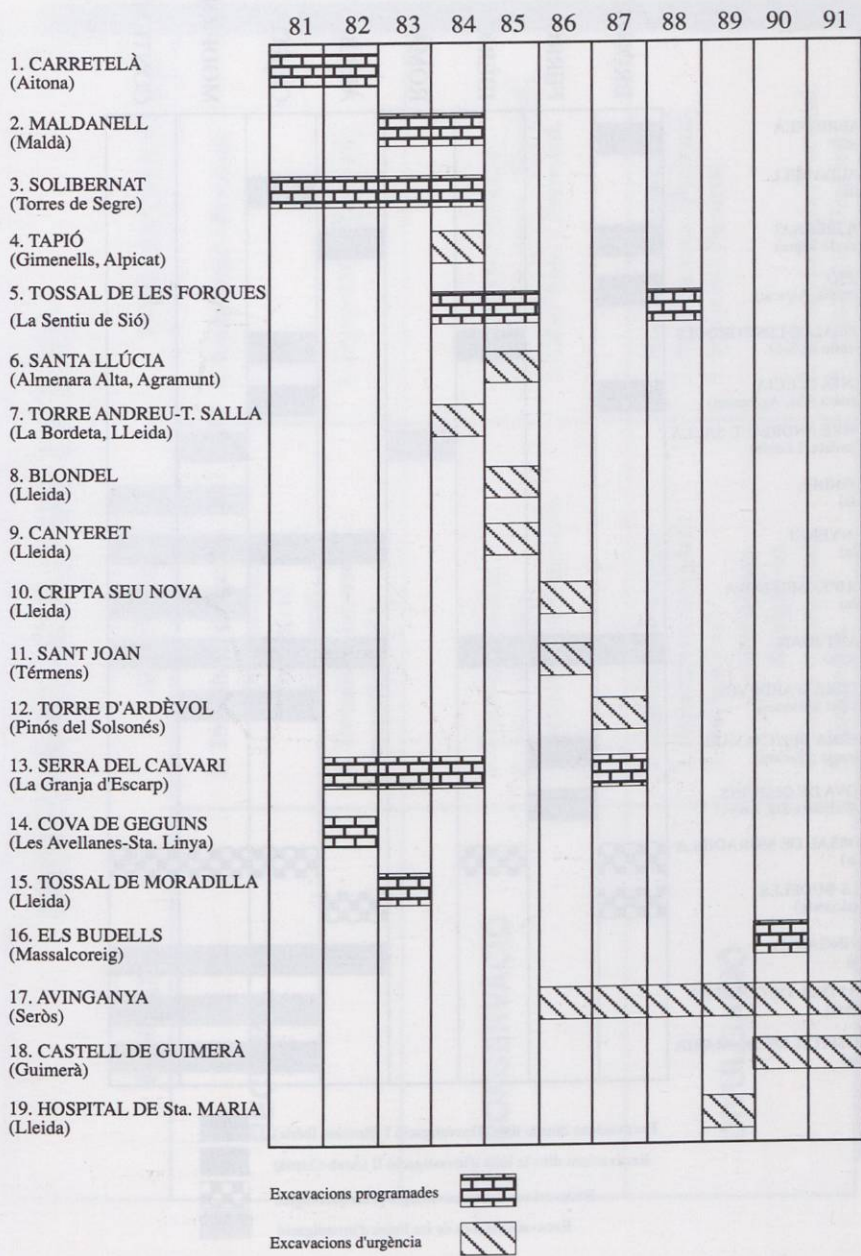 81 82 83 84 85 86 87 88 89 90 91
1. CARRETELÀ
(Aitona)
2. MALDANELL
(Maldà)
3. SOLIBERNAT
(Torres de Segre)
4. TAPIÓ
(Gimenells, Alpicat)
5. TOSSAL DE LES FORQUES
(La Sentiu de Sió)
6. SANTA LLÚCIA
(Almenara Alta, Agramunt)
7. TORRE ANDREU-T. SALLA
(La Bordeta, LLeida)
8. BLONDEL
(Lleida)
9. CANYERET
(Lleida)
10. CRIPTA SEU NOVA
(Lleida)
11. SANT JOAN
(Térmens)
12. TORRE D'ARDÈVOL
(Pinós del Solsonés)
13. SERRA DEL CALVARI
(La Granja d'Escarp)
14. COVA DE GEGUINS
(Les Avellanes-Sta. Linya)
15. TOSSAL DE MORADILLA
(Lleida)
16. ELS BUDELLS
(Massalcoreig)
17. AVINGANYA
(Seròs)
18. CASTELL DE GUIMERÀ
(Guimerà)
19. HOSPITAL DE Sta. MARIA
(Lleida)
Excavacions programades
Excavacions d'urgència